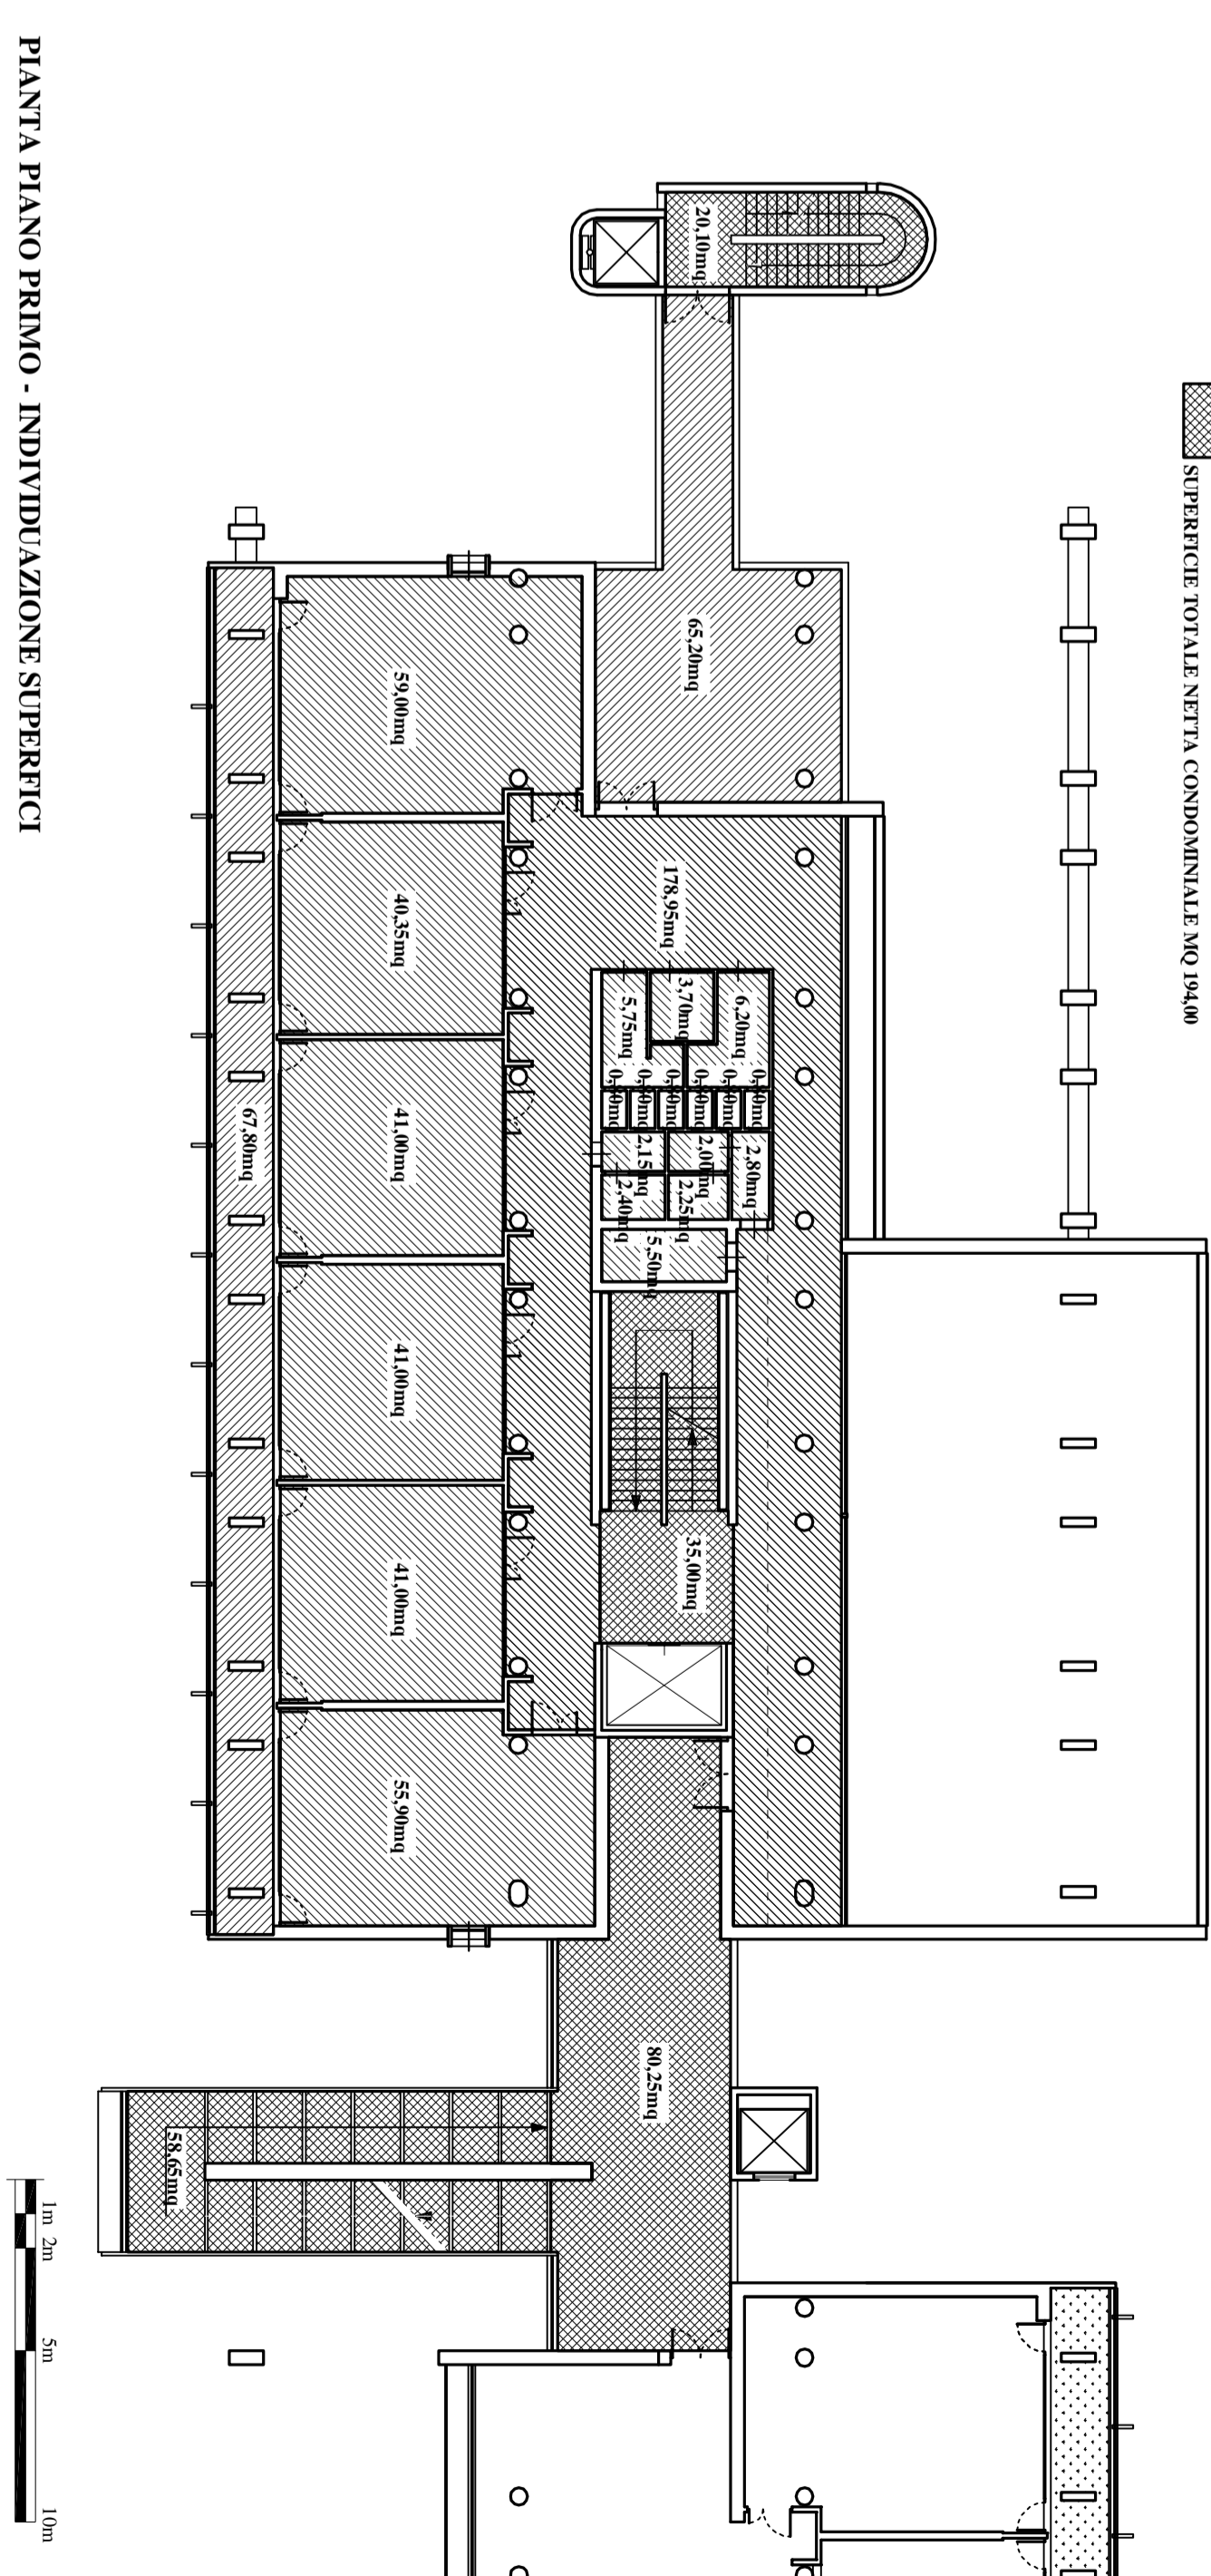 SUPERFICIE TOTALE NETTA CONDOMINIALE MQ 194,00
20,10mq
65,20mq
59,00mq
178,95mq
40,35mq
6,20mq
3,70mq
5,75mq
41,00mq
67,80mq
2,80mq
2,00mq
2,15mq
2,25mq
2,40mq
5,50mq
41,00mq
35,00mq
41,00mq
55,90mq
80,25mq
58,65mq
1m
2m
5m
10m
PIANTA PIANO PRIMO - INDIVIDUAZIONE SUPERFICI